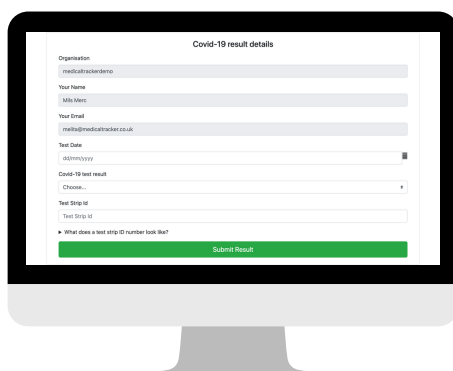 Covid-19 result details
Organisation
medicaltrackerdemo
Your Name
Mils Merc
Your Email
melita@medicaltracker.co.uk
Test Date
dd/mm/yyyy
Covid-19 test result
Choose...
Test Strip Id
Test Strip Id
► What does a test strip ID number look like?
Submit Result